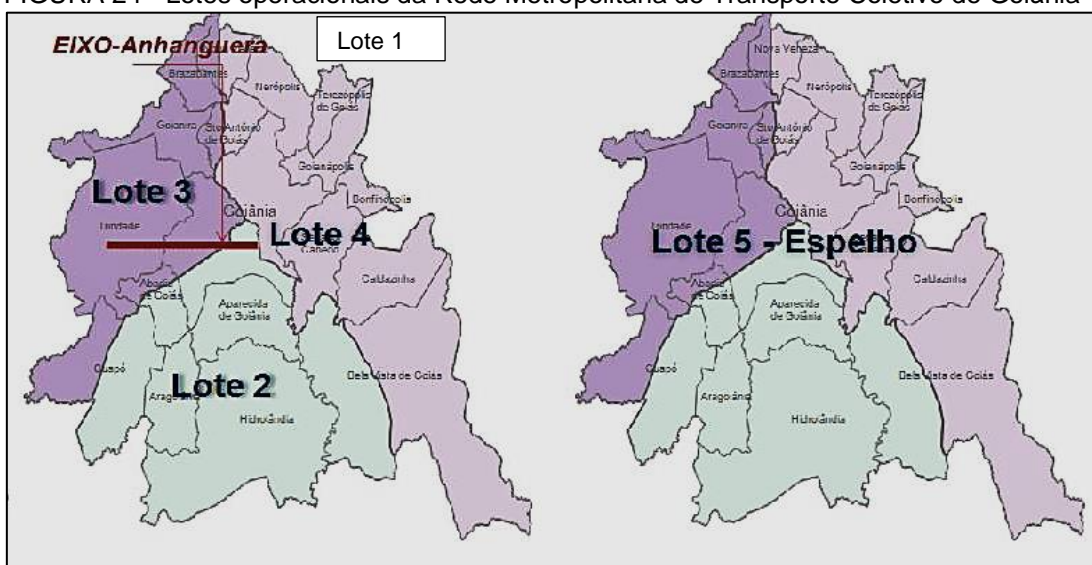 FIGURA 24 - Lotes operacionais da Rede Metropolitana de Transporte Coletivo de Goiânia
EIXO-Anhanguera
Lote 1
Brazabantes
Nerópolis
Terezópolis
de Goiás
Goianira
Sto Antônio
de Goiás
Goianápolis
Lote 3
Bonfinópolis
Goiânia
Trindade
Lote 4
Canedo
Caldazinha
Abadia
de Goiás
Aparecida
de Goiânia
Guapó
Lote 2
Bela Vista de Goiás
Aragoiânia
Hidrolândia
Nova Veneza
Brazabantes
Nerópolis
Terezópolis
de Goiás
Goianira
Sto Antônio
de Goiás
Goianápolis
Bonfinópolis
Goiânia
Trindade
Lote 5 - Espelho
Canedo
Caldazinha
Abadia
de Goiás
Aparecida
de Goiânia
Guapó
Bela Vista de Goiás
Aragoiânia
Hidrolândia